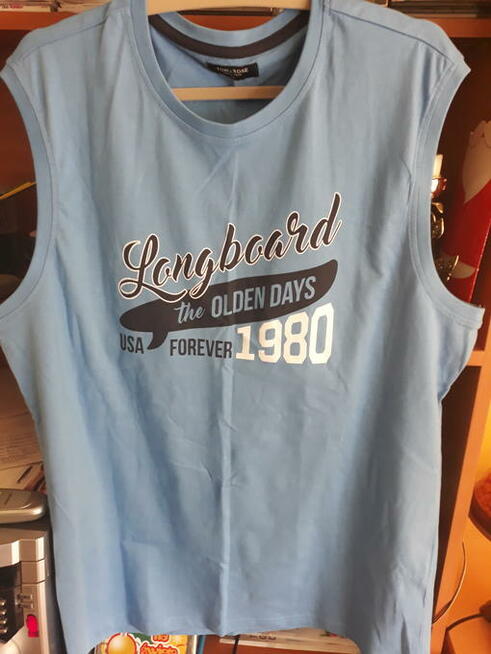 Longboard
the OLDEN DAYS
USA FOREVER 1980